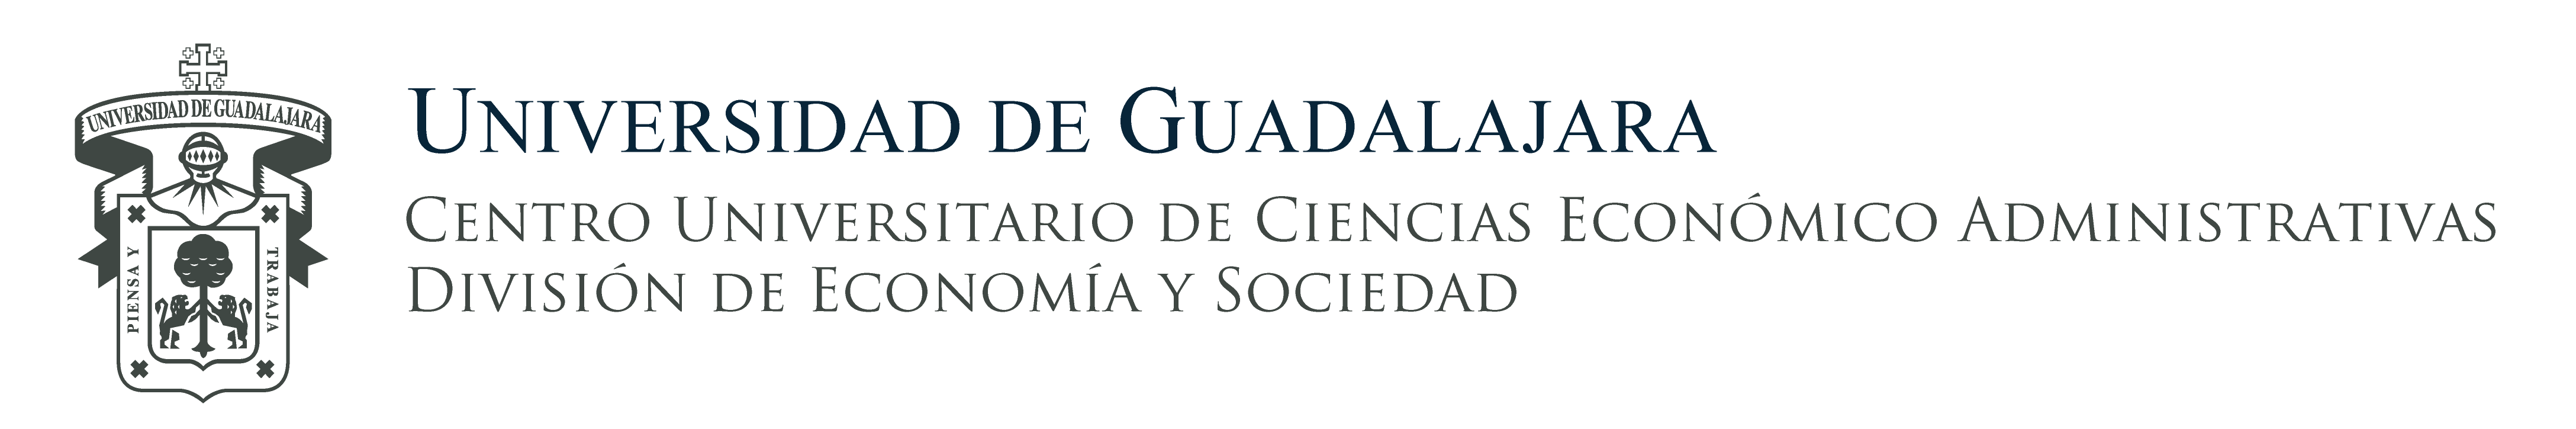 UNIVERSIDAD DE GUADALAJARA
PIENSA Y
TRABAJA
UNIVERSIDAD DE GUADALAJARA
CENTRO UNIVERSITARIO DE CIENCIAS ECONÓMICO ADMINISTRATIVAS
DIVISIÓN DE ECONOMÍA Y SOCIEDAD